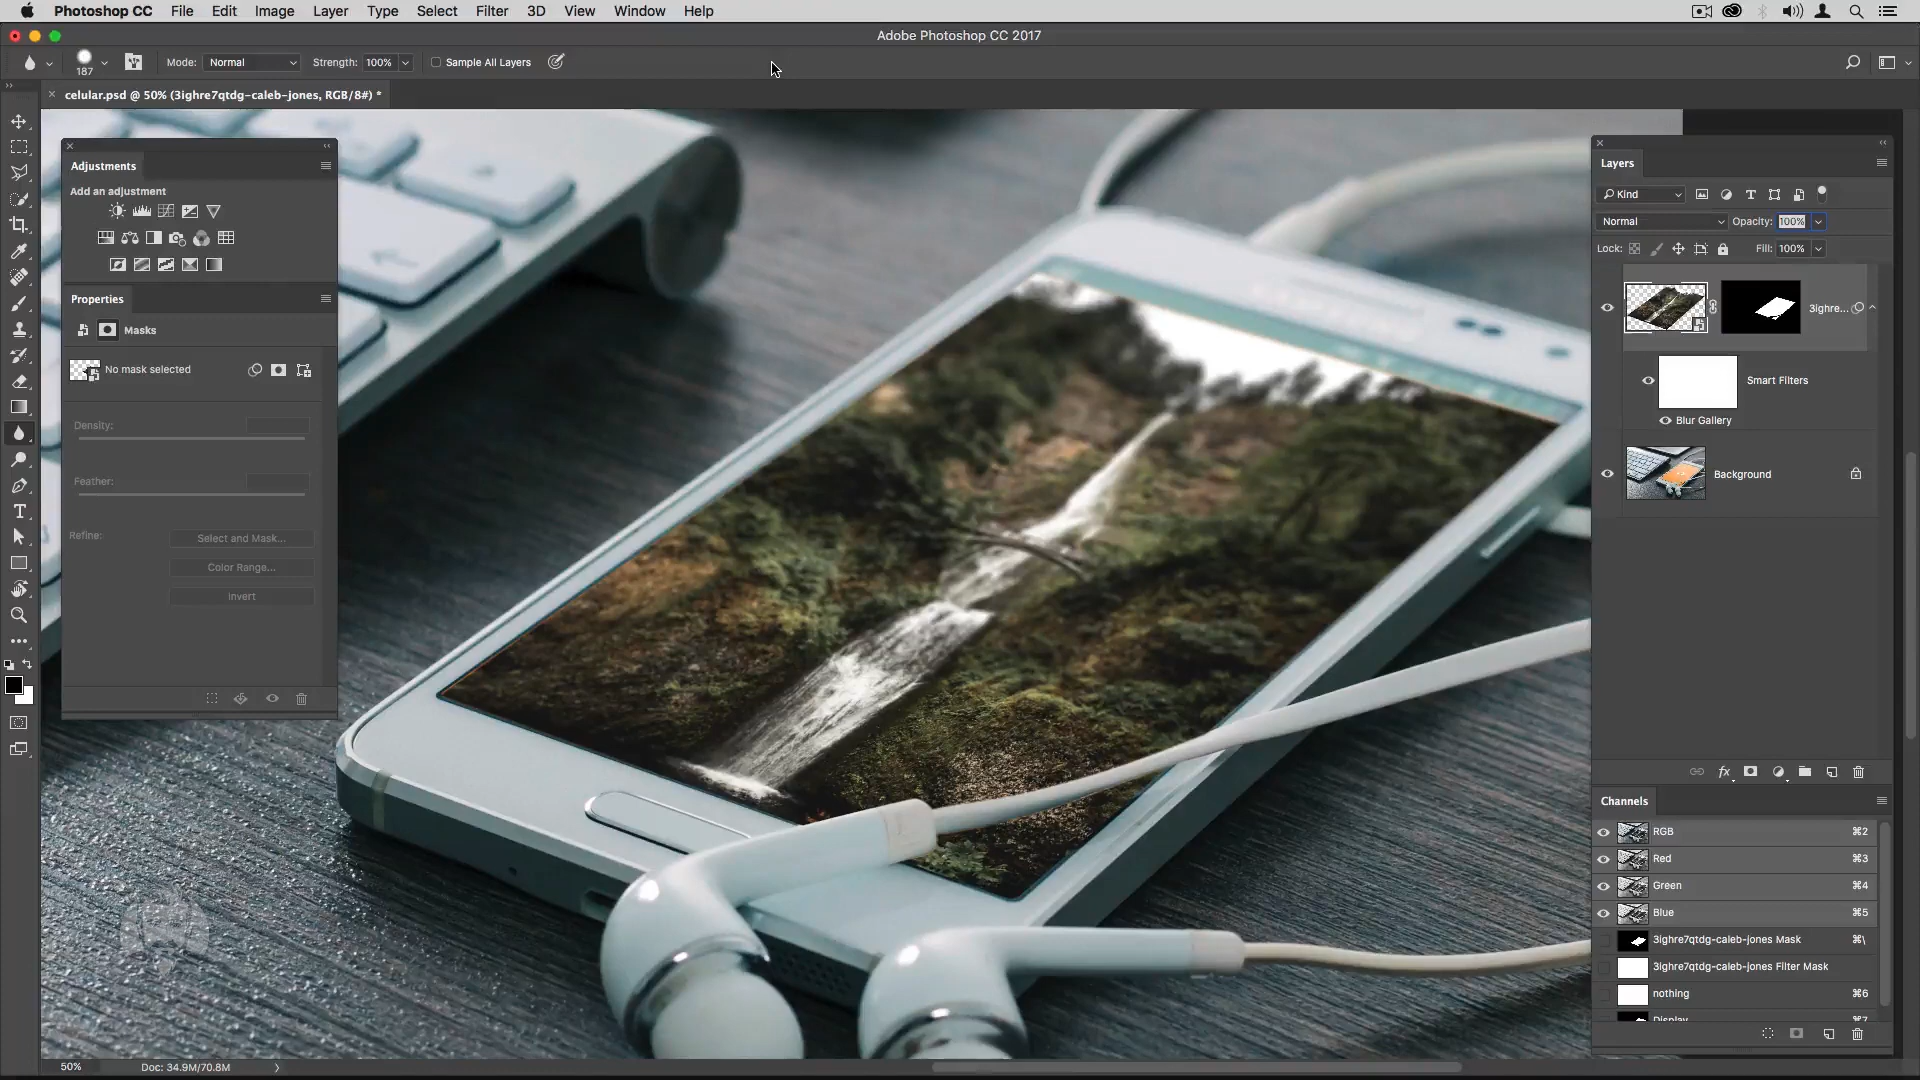 Photoshop CC File Edit Image Layer Type Select Filter 3D View Window Help
Adobe Photoshop CC 2017
187 Mode: Normal Strength: 100% Sample All Layers
celular.psd @ 50% (3ighre7qtdg-caleb-jones, RGB/8#) *
Adjustments
Add an adjustment
Properties
Masks
No mask selected
Density:
Feather:
Refine:
Select and Mask...
Color Range...
Invert
Layers
Kind
Normal Opacity: 100%
Lock: Fill: 100%
3ighre...
Smart Filters
Blur Gallery
Background
Channels
RGB ⌘2
Red ⌘3
Green ⌘4
Blue ⌘5
3ighre7qtdg-caleb-jones Mask ⌘\
3ighre7qtdg-caleb-jones Filter Mask
nothing ⌘6
Display ⌘7
50% Doc: 34.9M/70.8M